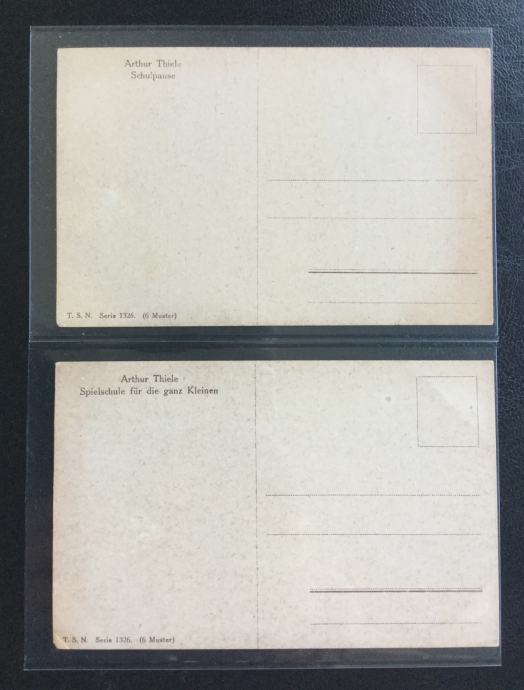 Arthur Thiele
Schulpause
T. S. N. Serie 1326. (6 Muster)
Arthur Thiele
Spielschule für die ganz Kleinen
T. S. N. Serie 1326. (6 Muster)